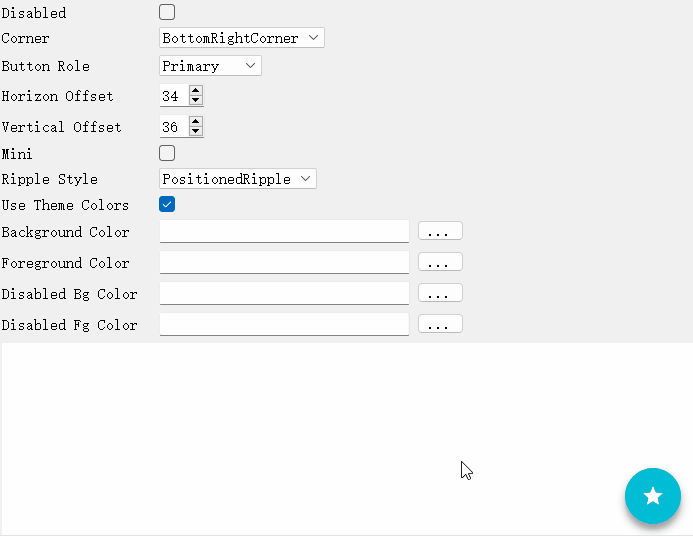 Disabled
Corner BottomRightCorner
Button Role Primary
Horizon Offset 34
Vertical Offset 36
Mini
Ripple Style PositionedRipple
Use Theme Colors
Background Color ...
Foreground Color ...
Disabled Bg Color ...
Disabled Fg Color ...